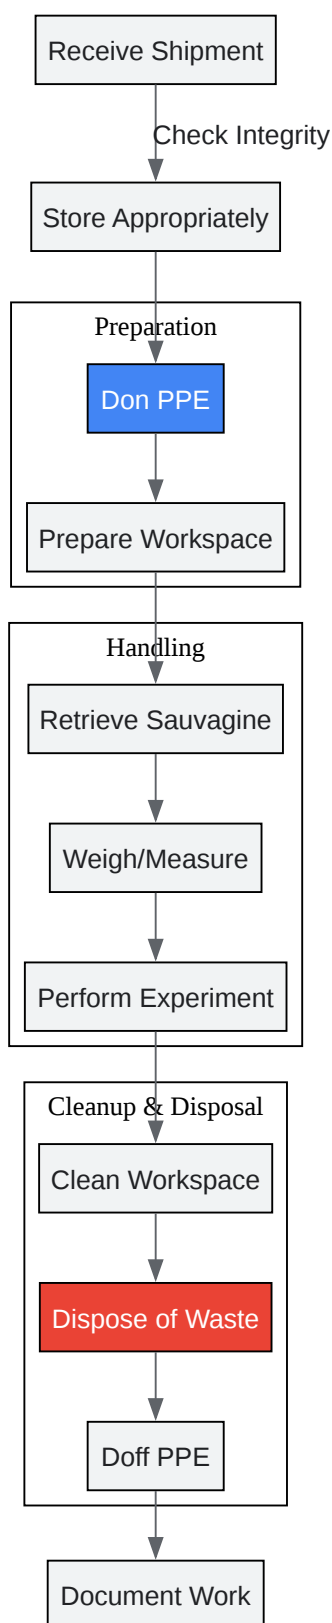 Receive Shipment
Check Integrity
Store Appropriately
Preparation
Don PPE
Prepare Workspace
Handling
Retrieve Sauvagine
Weigh/Measure
Perform Experiment
Cleanup & Disposal
Clean Workspace
Dispose of Waste
Doff PPE
Document Work